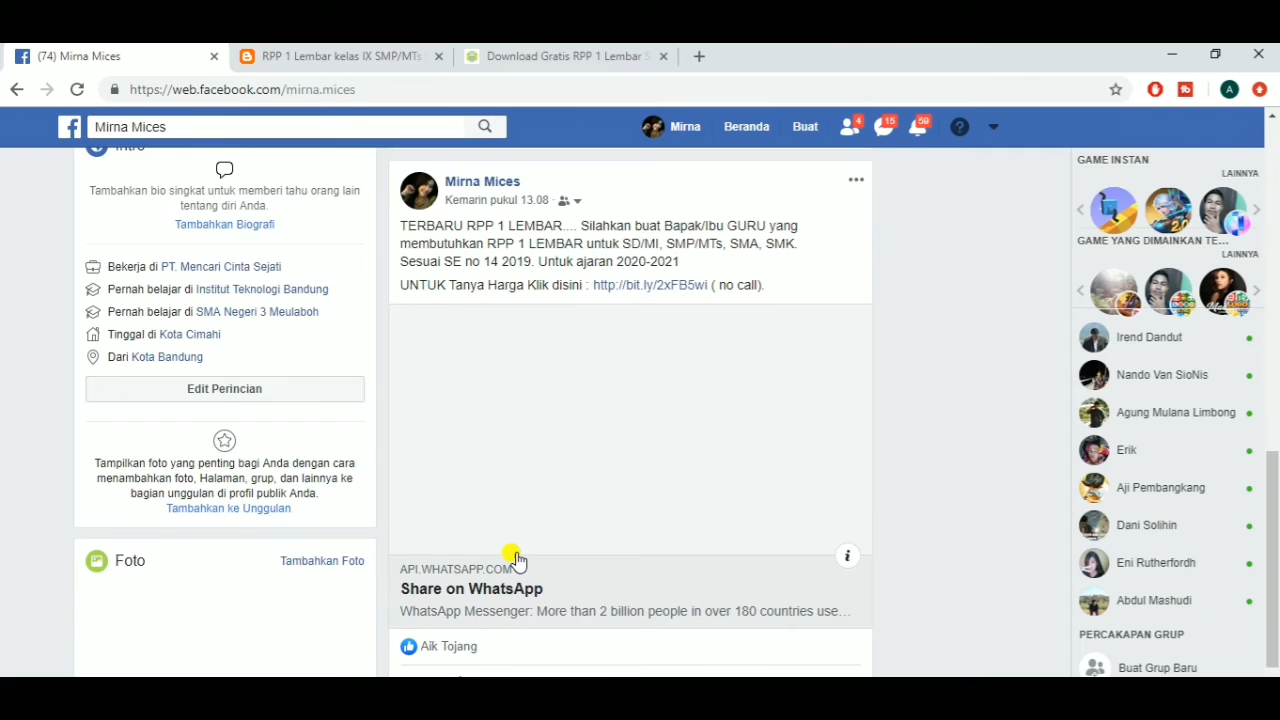 (74) Mirna Mices
RPP 1 Lembar kelas IX SMP/MTs
Download Gratis RPP 1 Lembar S
https://web.facebook.com/mirna.mices
Mirna Mices
Mirna
Beranda
Buat
4
15
59
Tambahkan bio singkat untuk memberi tahu orang lain
tentang diri Anda.
Tambahkan Biografi
Bekerja di PT. Mencari Cinta Sejati
Pernah belajar di Institut Teknologi Bandung
Pernah belajar di SMA Negeri 3 Meulaboh
Tinggal di Kota Cimahi
Dari Kota Bandung
Edit Perincian
Tampilkan foto yang penting bagi Anda dengan cara
menambahkan foto, Halaman, grup, dan lainnya ke
bagian unggulan di profil publik Anda.
Tambahkan ke Unggulan
Foto
Tambahkan Foto
Mirna Mices
Kemarin pukul 13.08 ·
TERBARU RPP 1 LEMBAR.... Silahkan buat Bapak/Ibu GURU yang
membutuhkan RPP 1 LEMBAR untuk SD/MI, SMP/MTs, SMA, SMK.
Sesuai SE no 14 2019. Untuk ajaran 2020-2021
UNTUK Tanya Harga Klik disini : http://bit.ly/2xFB5wi ( no call).
API.WHATSAPP.COM
Share on WhatsApp
WhatsApp Messenger: More than 2 billion people in over 180 countries use...
Aik Tojang
GAME INSTAN
LAINNYA
GAME YANG DIMAINKAN TE...
LAINNYA
Irend Dandut
Nando Van SioNis
Agung Mulana Limbong
Erik
Aji Pembangkang
Dani Solihin
Eni Rutherfordh
Abdul Mashudi
PERCAKAPAN GRUP
Buat Grup Baru